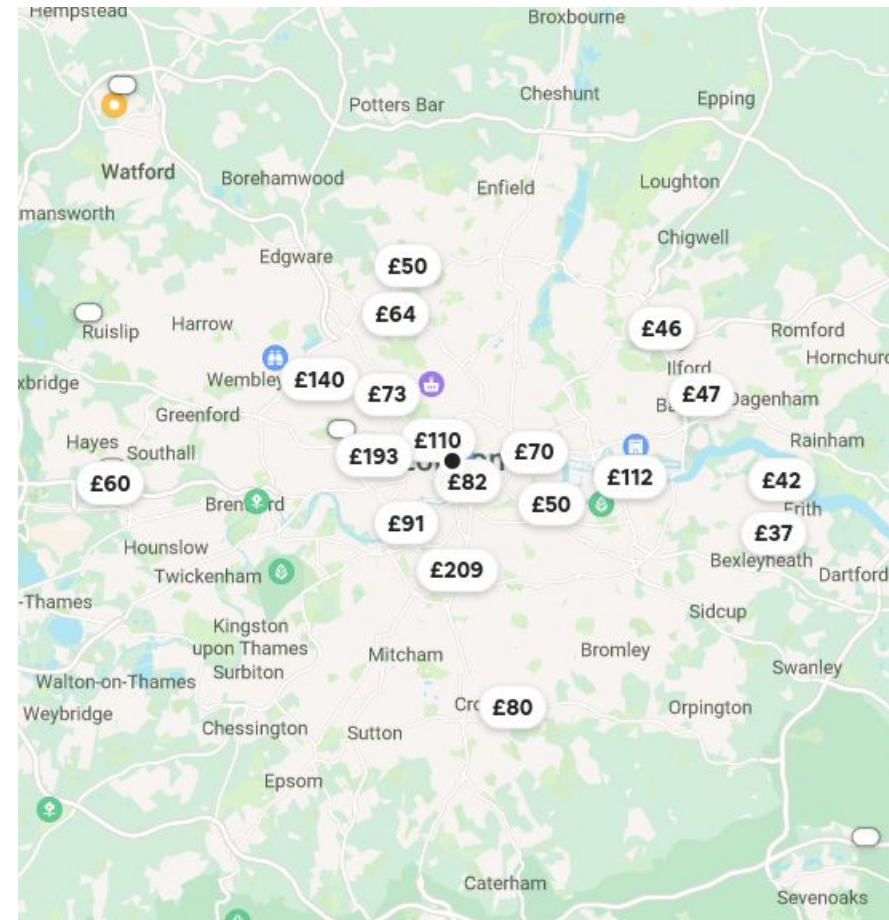 Hempstead
Broxbourne
Cheshunt
Potters Bar
Epping
Watford
Borehamwood
Enfield
Loughton
mansworth
Chigwell
Edgware
£50
£64
Ruislip
Harrow
£46
Romford
Hornchurc
Ilford
xbridge
Wembley
£140
£73
£47
Dagenham
Greenford
Hayes
Southall
£110
£193
£70
Rainham
£60
£82
£112
£42
Brentford
£50
Erith
£91
£37
Hounslow
Bexleyheath
Twickenham
£209
Dartford
-Thames
Sidcup
Kingston
upon Thames
Mitcham
Bromley
Surbiton
Swanley
Walton-on-Thames
Weybridge
Cro
£80
Orpington
Chessington
Sutton
Epsom
Caterham
Sevenoaks